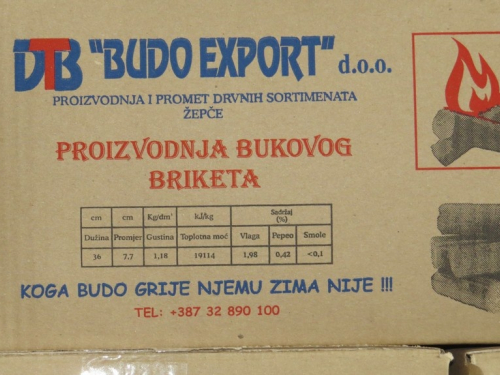 DTB "BUDO EXPORT" d.o.o.
PROIZVODNJA I PROMET DRVNIH SORTIMENATA
ŽEPČE
PROIZVODNJA BUKOVOG
BRIKETA
cm cm Kg/dm³ kJ/kg Sadržaj (%)
Dužina Promjer Gustina Toplotna moć Vlaga Pepeo Smole
36 7,7 1,18 19114 1,98 0,42 <0,1
KOGA BUDO GRIJE NJEMU ZIMA NIJE !!!
TEL: +387 32 890 100